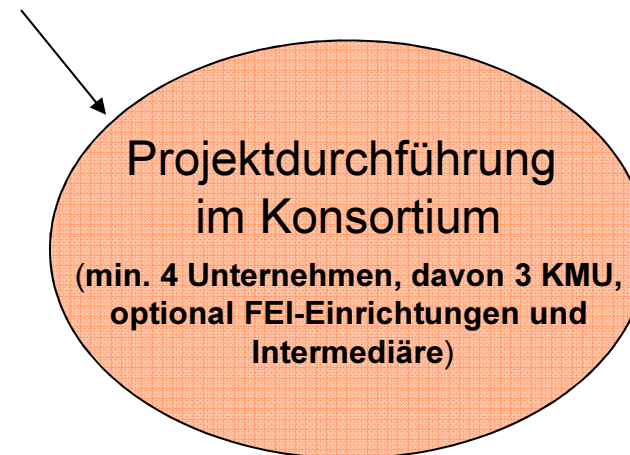 Projektdurchführung
im Konsortium
(min. 4 Unternehmen, davon 3 KMU,
optional FEI-Einrichtungen und
Intermediäre)